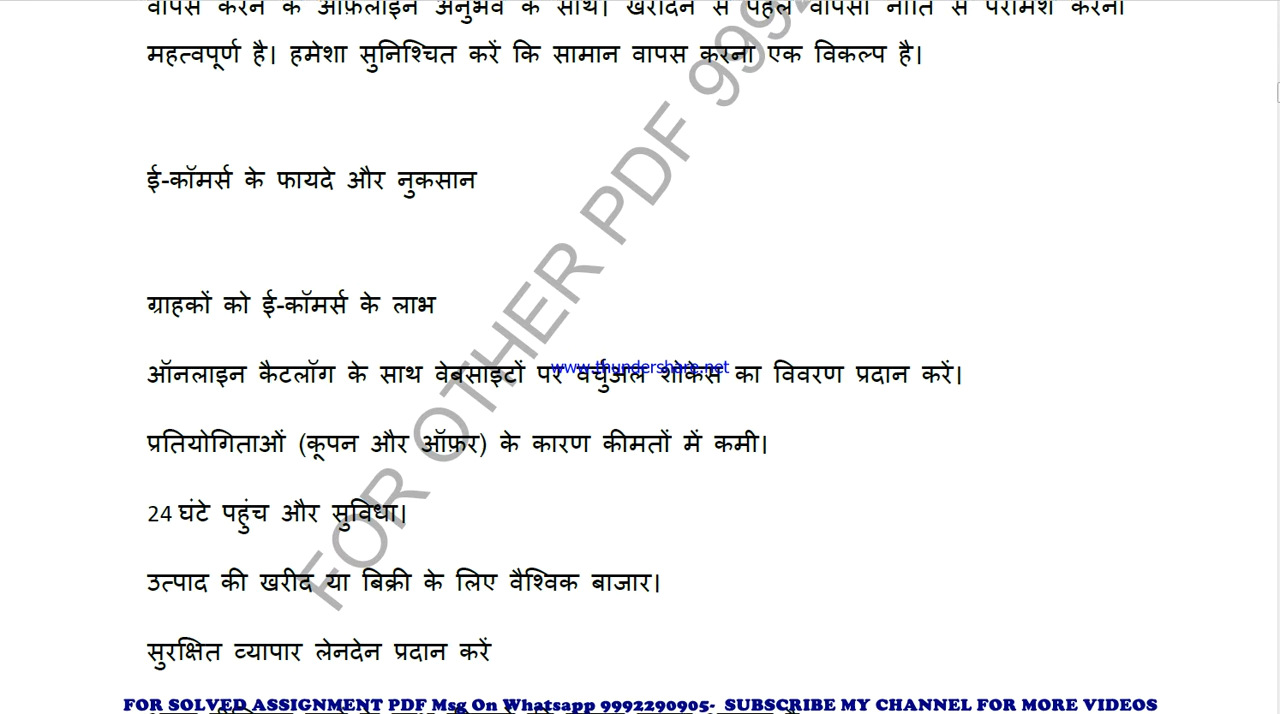 वापस करने के ऑफ़लाइन अनुभव के साथ। खरीदने से पहले वापसी नीति से परामर्श करना
महत्वपूर्ण है। हमेशा सुनिश्चित करें कि सामान वापस करना एक विकल्प है।
ई-कॉमर्स के फायदे और नुकसान
ग्राहकों को ई-कॉमर्स के लाभ
ऑनलाइन कैटलॉग के साथ वेबसाइटों पर वर्चुअल शोकेस का विवरण प्रदान करें।
www.thundershare.net
प्रतियोगिताओं (कूपन और ऑफ़र) के कारण कीमतों में कमी।
24 घंटे पहुंच और सुविधा।
उत्पाद की खरीद या बिक्री के लिए वैश्विक बाजार।
सुरक्षित व्यापार लेनदेन प्रदान करें
FOR OTHER PDF 999
FOR SOLVED ASSIGNMENT PDF Msg On Whatsapp 9992290905- SUBSCRIBE MY CHANNEL FOR MORE VIDEOS